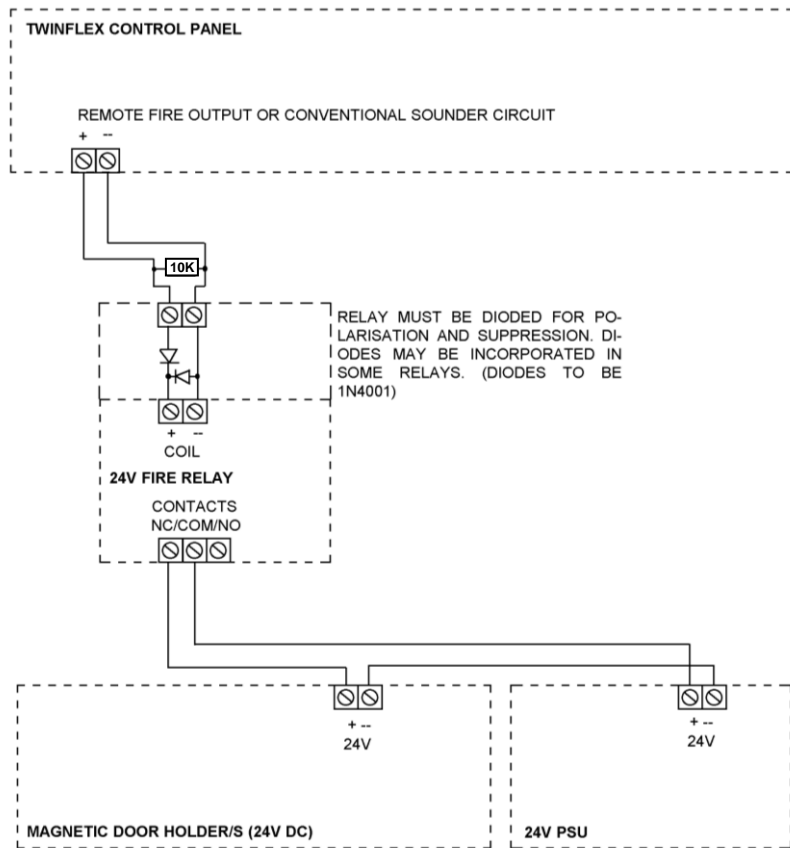 TWINFLEX CONTROL PANEL
REMOTE FIRE OUTPUT OR CONVENTIONAL SOUNDER CIRCUIT
+ --
10K
RELAY MUST BE DIODED FOR PO-
LARISATION AND SUPPRESSION. DI-
ODES MAY BE INCORPORATED IN
SOME RELAYS. (DIODES TO BE
1N4001)
+ --
COIL
24V FIRE RELAY
CONTACTS
NC/COM/NO
+ --
24V
+ --
24V
MAGNETIC DOOR HOLDER/S (24V DC)
24V PSU